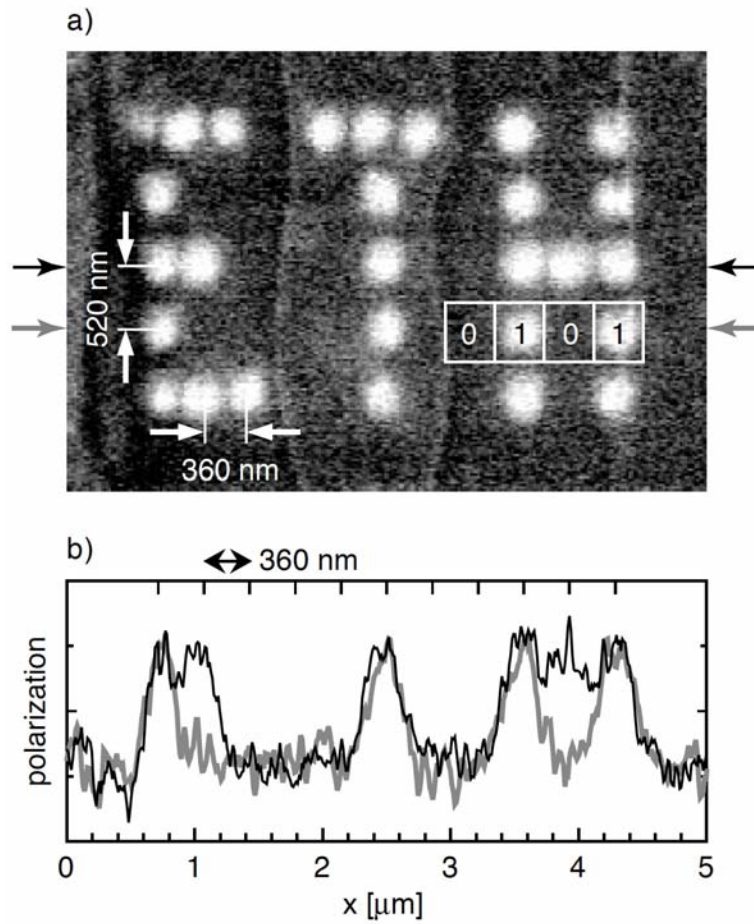 a)
520 nm
0 1 0 1
360 nm
b)
360 nm
polarization
0 1 2 3 4 5
x [μm]